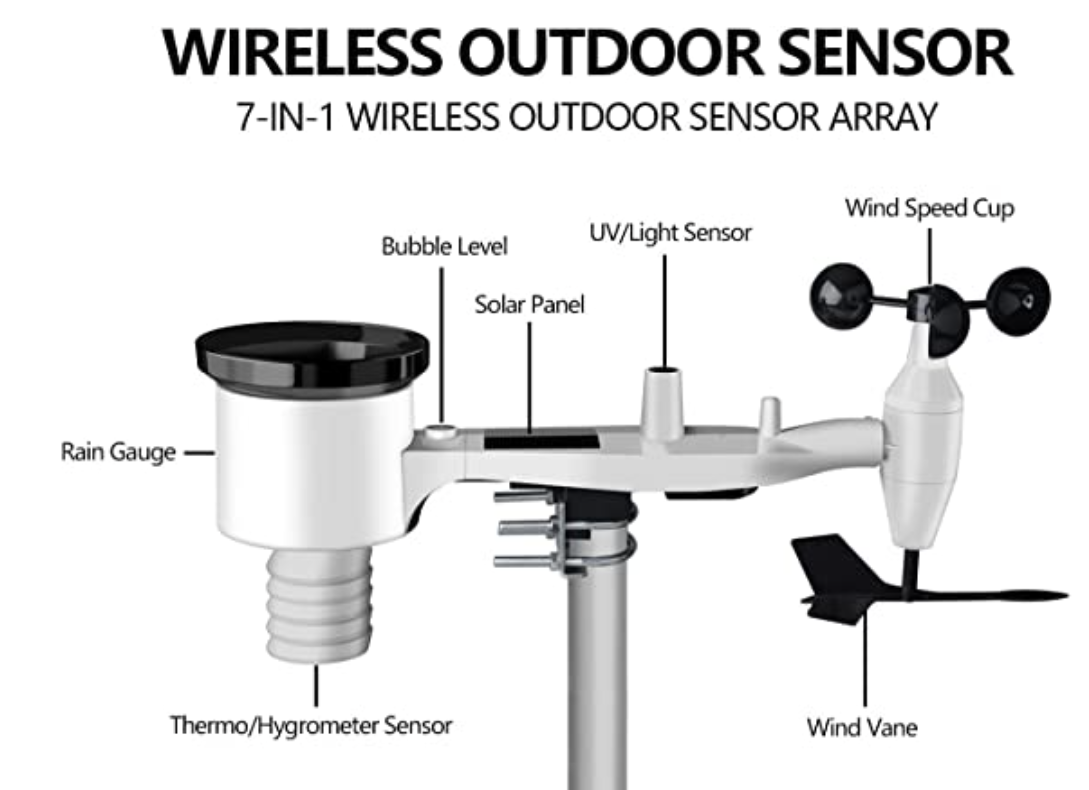 WIRELESS OUTDOOR SENSOR
7-IN-1 WIRELESS OUTDOOR SENSOR ARRAY
Wind Speed Cup
UV/Light Sensor
Bubble Level
Solar Panel
Rain Gauge
Thermo/Hygrometer Sensor
Wind Vane